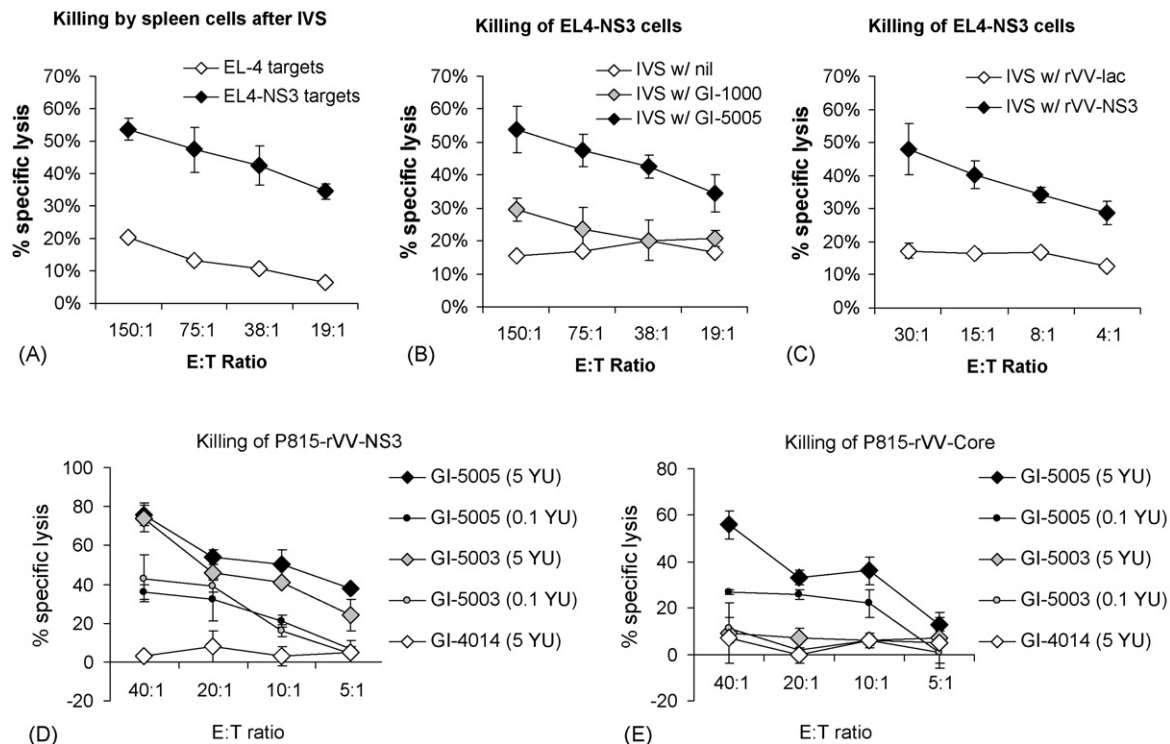 Killing by spleen cells after IVS
70%
60%
50%
40%
30%
20%
10%
0%
% specific lysis
EL-4 targets
EL4-NS3 targets
150:1 75:1 38:1 19:1
E:T Ratio
(A)
Killing of EL4-NS3 cells
70%
60%
50%
40%
30%
20%
10%
0%
% specific lysis
IVS w/ nil
IVS w/ GI-1000
IVS w/ GI-5005
150:1 75:1 38:1 19:1
E:T Ratio
(B)
Killing of EL4-NS3 cells
70%
60%
50%
40%
30%
20%
10%
0%
% specific lysis
IVS w/ rVV-lac
IVS w/ rVV-NS3
30:1 15:1 8:1 4:1
E:T Ratio
(C)
Killing of P815-rVV-NS3
100
80
60
40
20
0
-20
% specific lysis
GI-5005 (5 YU)
GI-5005 (0.1 YU)
GI-5003 (5 YU)
GI-5003 (0.1 YU)
GI-4014 (5 YU)
40:1 20:1 10:1 5:1
E:T ratio
(D)
Killing of P815-rVV-Core
60
40
20
0
-20
% specific lysis
GI-5005 (5 YU)
GI-5005 (0.1 YU)
GI-5003 (5 YU)
GI-5003 (0.1 YU)
GI-4014 (5 YU)
40:1 20:1 10:1 5:1
E:T ratio
(E)